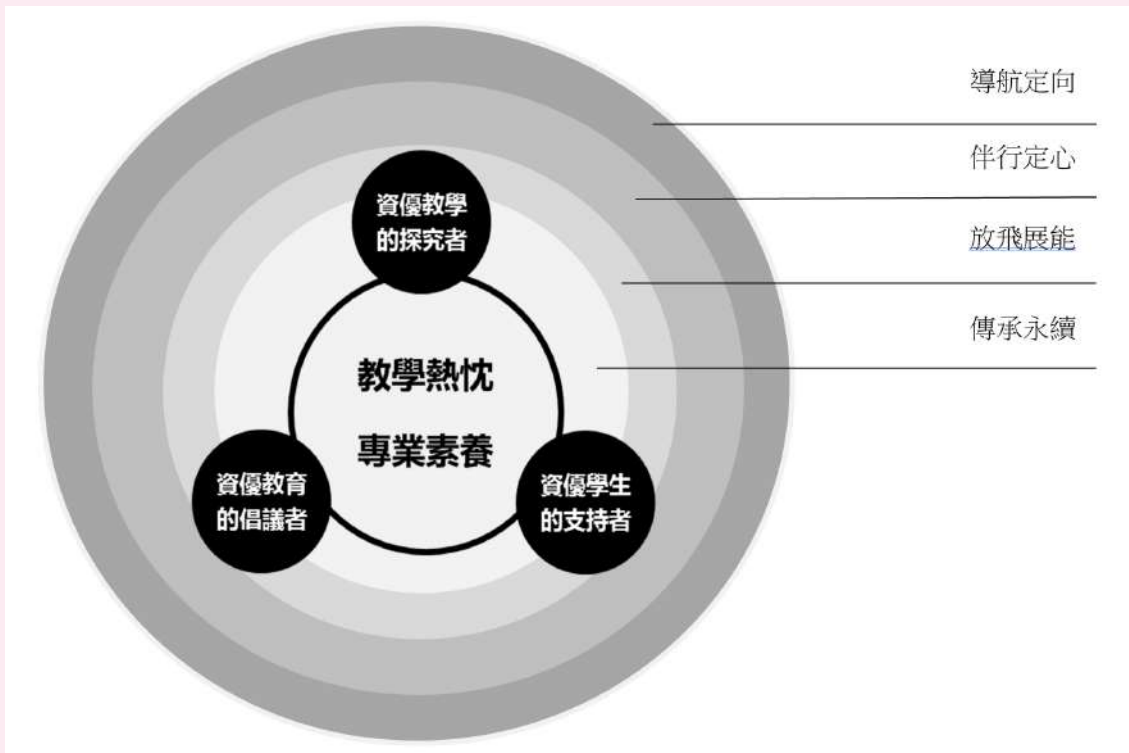 導航定向
伴行定心
放飛展能
傳承永續
資優教學
的探究者
教學熱忱
專業素養
資優教育
的倡議者
資優學生
的支持者